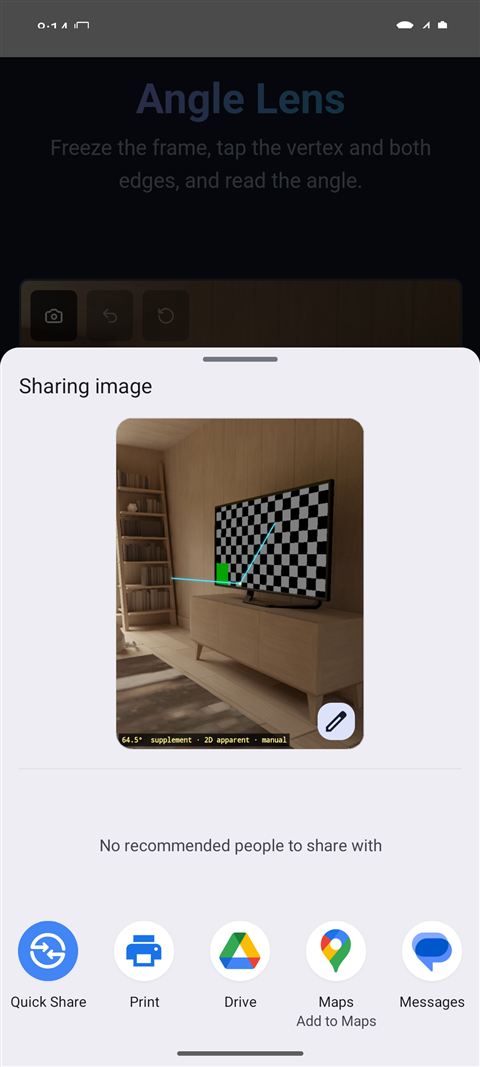 8:14
Angle Lens
Freeze the frame, tap the vertex and both
edges, and read the angle.
Sharing image
64.5° supplement · 2D apparent · manual
No recommended people to share with
Quick Share
Print
Drive
Maps
Messages
Add to Maps